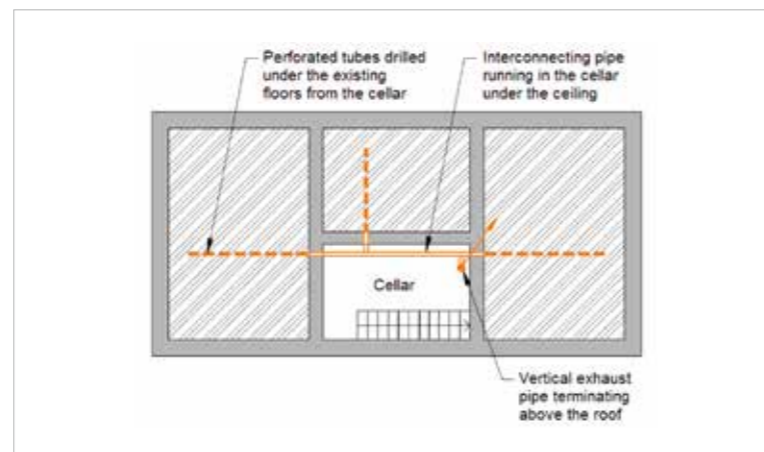 Perforated tubes drilled
under the existing
floors from the cellar
Interconnecting pipe
running in the cellar
under the ceiling
Cellar
Vertical exhaust
pipe terminating
above the roof